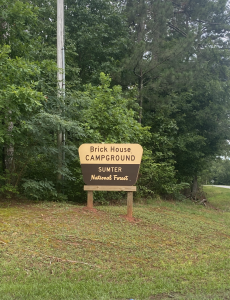 Brick House
CAMPGROUND
SUMTER
National Forest